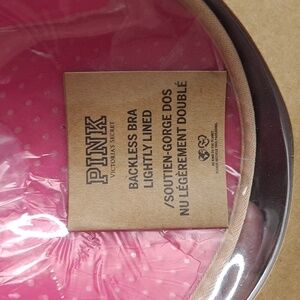 PINK
VICTORIA'S SECRET
BACKLESS BRA
LIGHTLY LINED
/SOUTIEN-GORGE DOS
NU LÉGÈREMENT DOUBLÉ